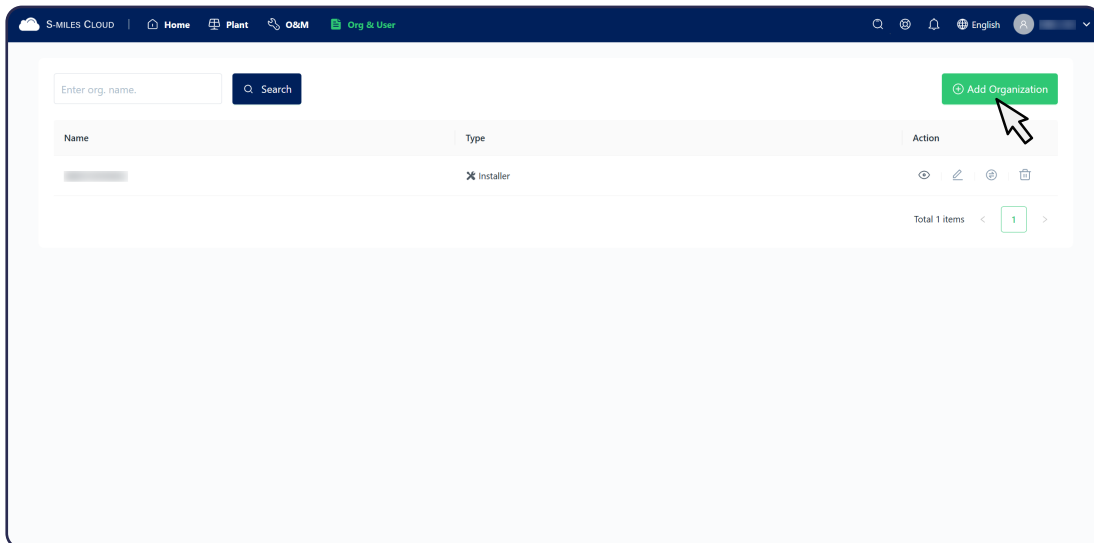 S-MILES CLOUD | Home Plant O&M Org & User English
Enter org. name. Search Add Organization
Name Type Action
Installer
Total 1 items < 1 >